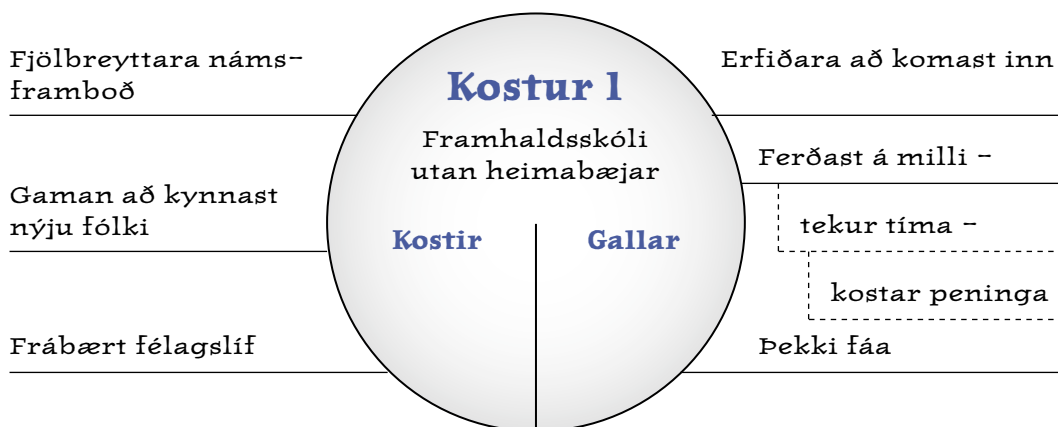 Fjölbreyttara náms-
framboð
Gaman að kynnast
nýju fólki
Frábært félagslíf
Kostur 1
Framhaldsskóli
utan heimabæjar
Kostir
Gallar
Erfiðara að komast inn
Ferðast á milli –
tekur tíma –
kostar peninga
Þekki fáa